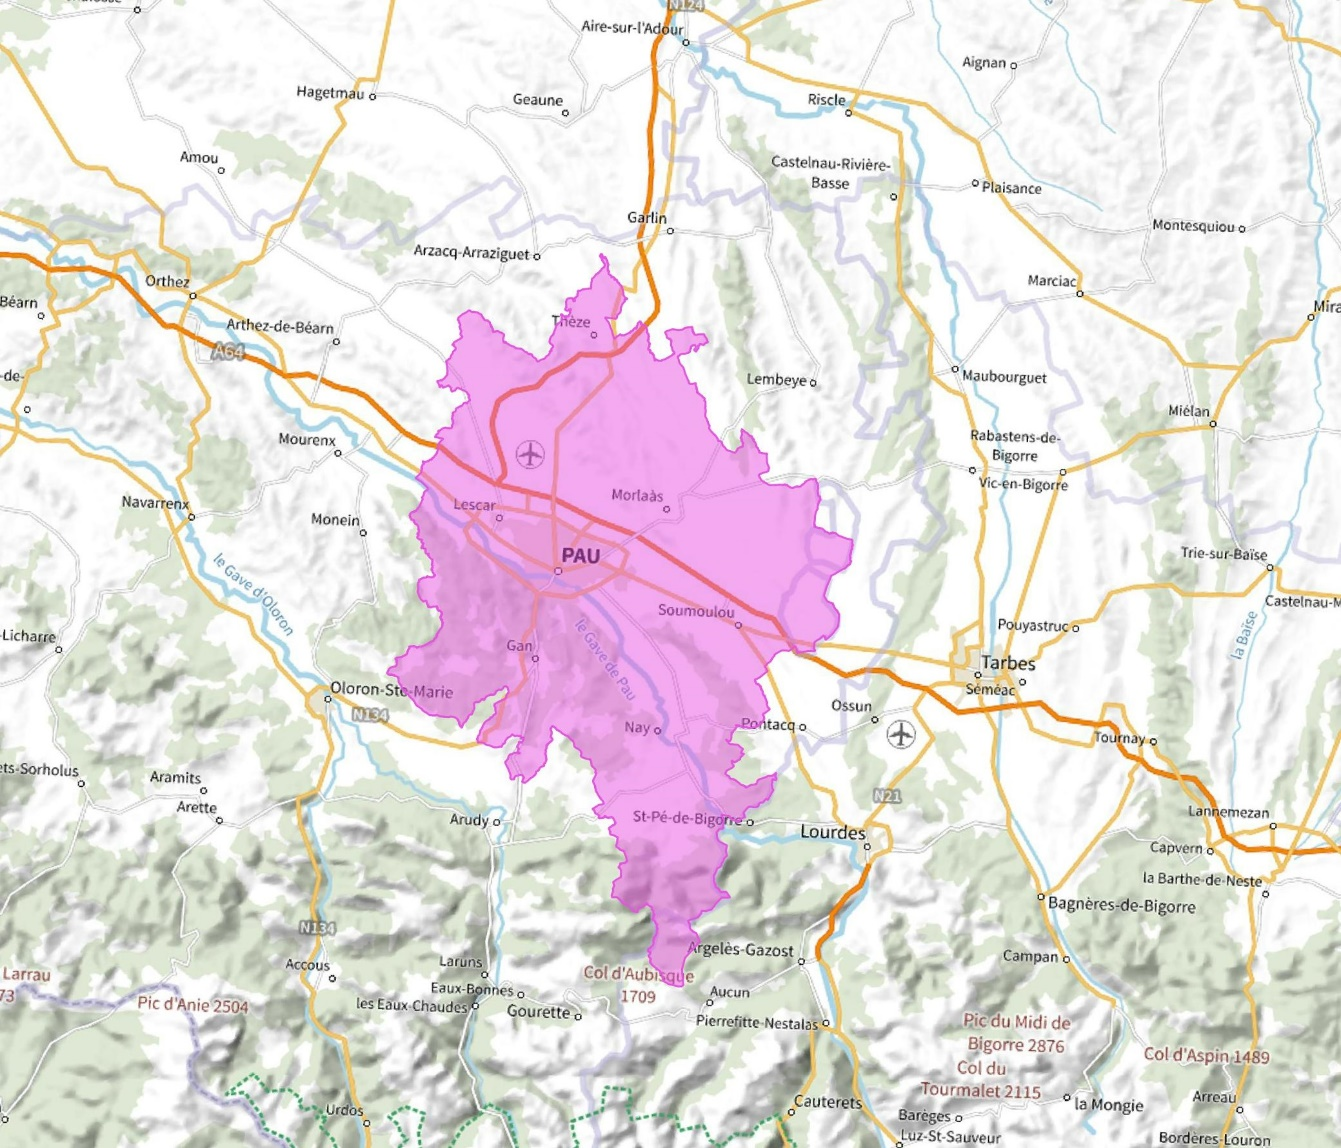 N124
Aire-sur-l'Adour
Aignan
Hagetmau
Geaune
Riscle
Amou
Castelnau-Rivière-
Basse
Plaisance
Garlin
Montesquiou
Arzacq-Arraziguet
Orthez
Marciac
Béarn
Mira
Arthez-de-Béarn
Thèze
A64
-de-
Lembeye
Maubourguet
Miélan
Mourenx
Rabastens-de-
Bigorre
Vic-en-Bigorre
Navarrenx
Lescar
Morlaàs
Monein
PAU
Trie-sur-Baïse
le Gave d'Oloron
Castelnau-M
Soumoulou
Pouyastruc
-Licharre
la Baïse
Gan
le Gave de Pau
Tarbes
Séméac
Oloron-Ste-Marie
N134
Ossun
Nay
Pontacq
Tournay
ets-Sorholus
Aramits
Arette
N21
Lannemezan
Arudy
St-Pé-de-Bigorre
Lourdes
Capvern
la Barthe-de-Neste
Bagnères-de-Bigorre
N134
Argelès-Gazost
Campan
Accous
Laruns
Larrau
73
Col d'Aubisque
1709
Eaux-Bonnes
Aucun
Pic d'Anie 2504
les Eaux-Chaudes
Gourette
Pierrefitte-Nestalas
Pic du Midi de
Bigorre 2876
Col d'Aspin 1489
Col du
Tourmalet 2115
Cauterets
la Mongie
Arreau
Urdos
Barèges
Luz-St-Sauveur
Bordères-Louron